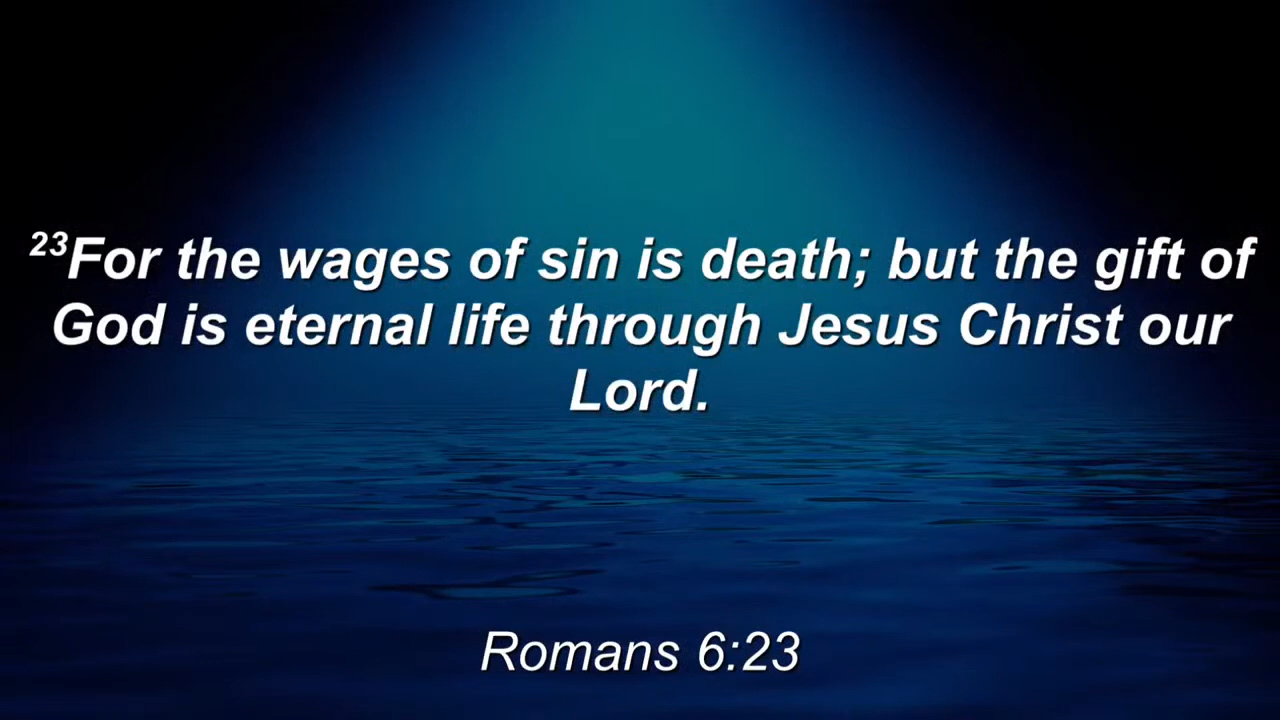 23For the wages of sin is death; but the gift of
God is eternal life through Jesus Christ our
Lord.
Romans 6:23